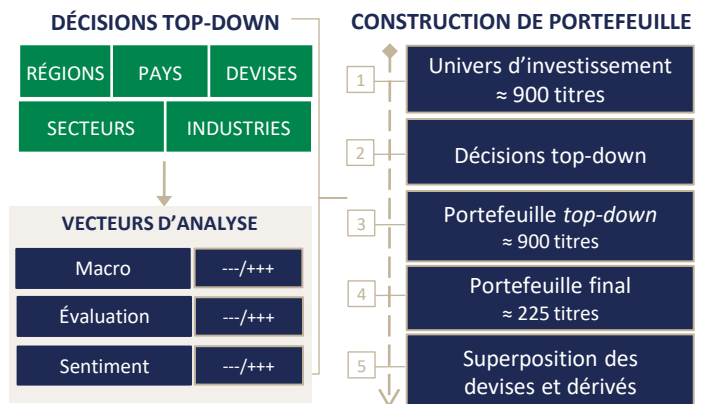 DÉCISIONS TOP-DOWN
RÉGIONS
PAYS
DEVISES
SECTEURS
INDUSTRIES
VECTEURS D’ANALYSE
Macro
---/+++
Évaluation
---/+++
Sentiment
---/+++
CONSTRUCTION DE PORTEFEUILLE
1
Univers d’investissement
≈ 900 titres
2
Décisions top-down
3
Portefeuille top-down
≈ 900 titres
4
Portefeuille final
≈ 225 titres
5
Superposition des
devises et dérivés